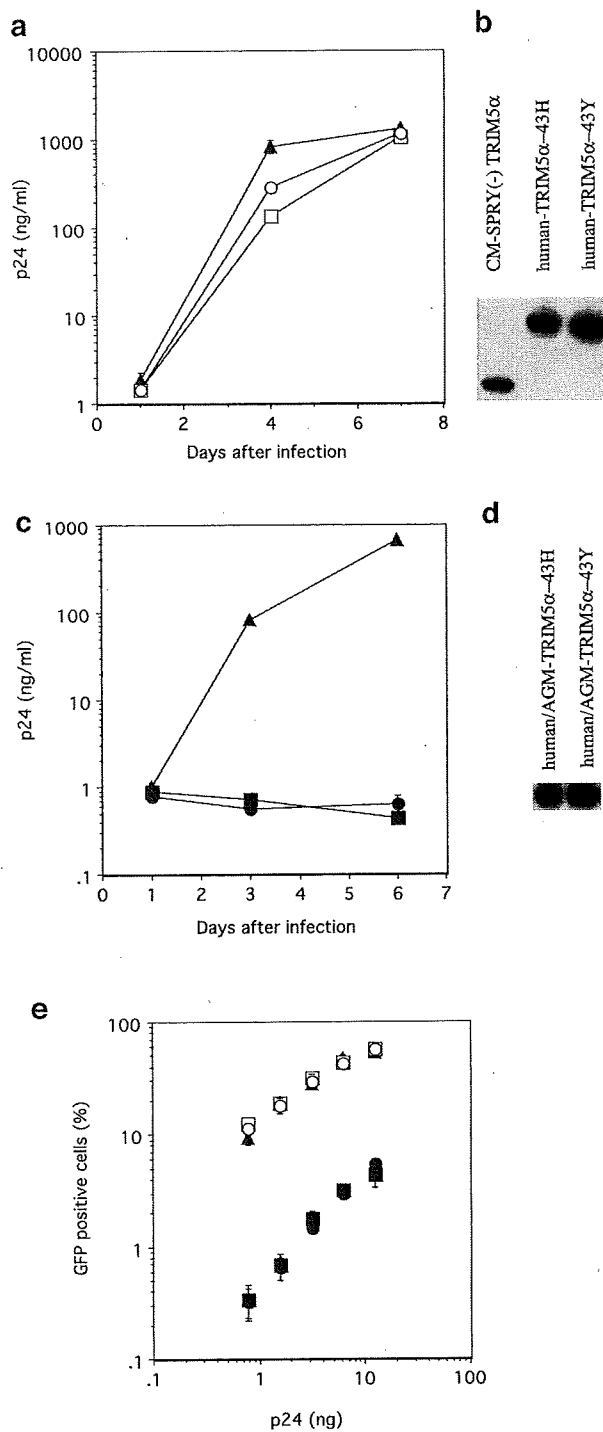 a
10000
1000
100
10
1
p24 (ng/ml)
0 2 4 6 8
Days after infection
b
CM-SPRY(-) TRIM5α
human-TRIM5α-43H
human-TRIM5α-43Y
c
1000
100
10
1
.1
p24 (ng/ml)
0 1 2 3 4 5 6 7
Days after infection
d
human/AGM-TRIM5α-43H
human/AGM-TRIM5α-43Y
e
100
10
1
.1
GFP positive cells (%)
.1 1 10 100
p24 (ng)